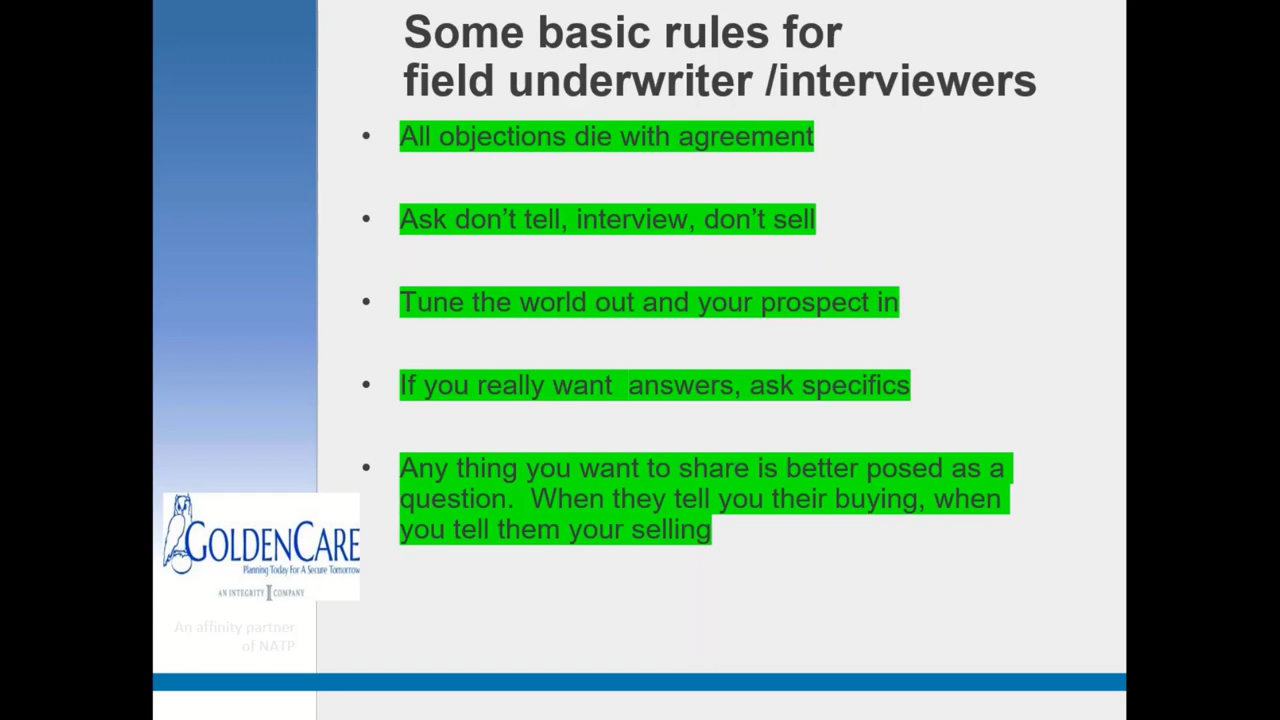 Some basic rules for
field underwriter /interviewers
• All objections die with agreement
• Ask don’t tell, interview, don’t sell
• Tune the world out and your prospect in
• If you really want  answers, ask specifics
• Any thing you want to share is better posed as a
question.  When they tell you their buying, when
you tell them your selling
GOLDENCARE
Planning Today For A Secure Tomorrow
AN INTEGRITY COMPANY
An affinity partner
of NATP